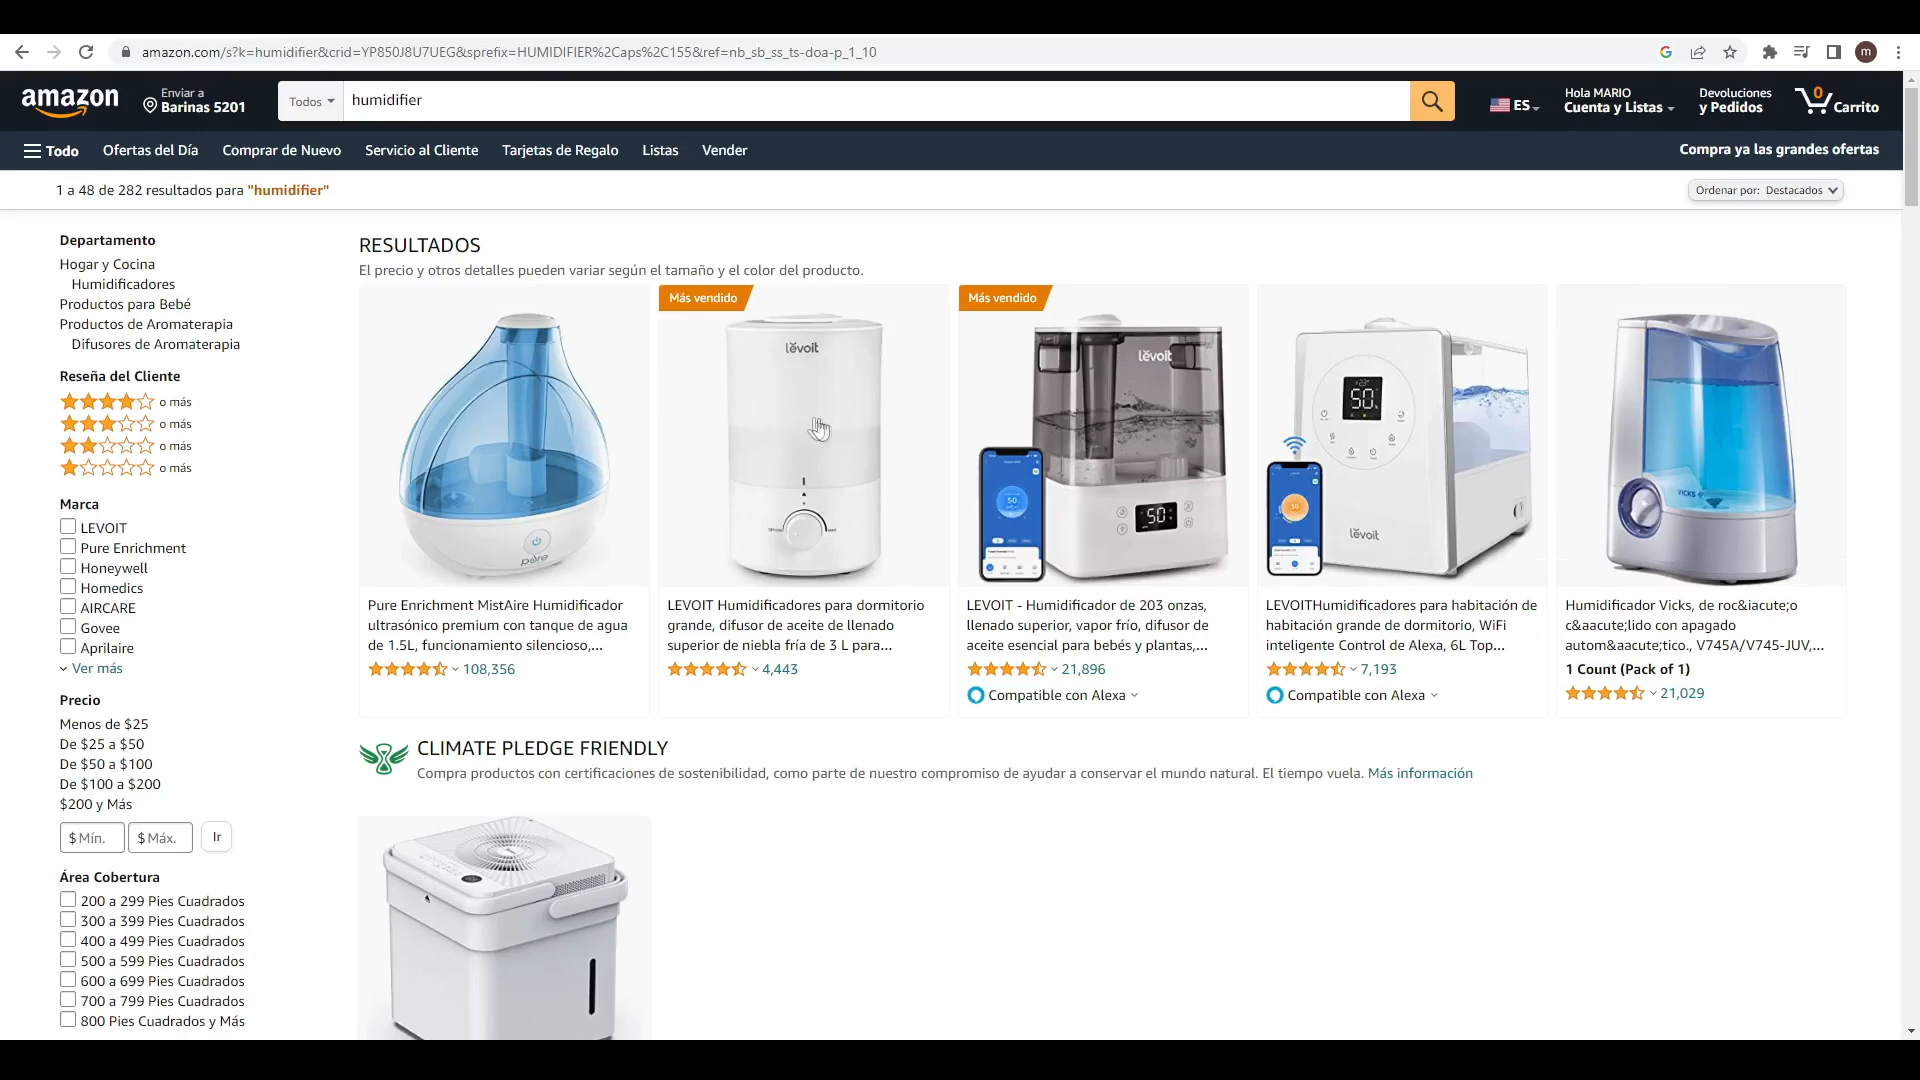 amazon.com/s?k=humidifier&crid=YP850J8U7UEG&sprefix=HUMIDIFIER%2Caps%2C155&ref=nb_sb_ss_ts-doa-p_1_10
m
amazon
Enviar a
Barinas 5201
Todos
humidifier
ES
Hola MARIO
Cuenta y Listas
Devoluciones
y Pedidos
0
Carrito
Todo
Ofertas del Día
Comprar de Nuevo
Servicio al Cliente
Tarjetas de Regalo
Listas
Vender
Compra ya las grandes ofertas
1 a 48 de 282 resultados para "humidifier"
Ordenar por: Destacados
Departamento
Hogar y Cocina
Humidificadores
Productos para Bebé
Productos de Aromaterapia
Difusores de Aromaterapia
Reseña del Cliente
o más
o más
o más
o más
Marca
LEVOIT
Pure Enrichment
Honeywell
Homedics
AIRCARE
Govee
Aprilaire
Ver más
Precio
Menos de $25
De $25 a $50
De $50 a $100
De $100 a $200
$200 y Más
$ Mín.
$ Máx.
Ir
Área Cobertura
200 a 299 Pies Cuadrados
300 a 399 Pies Cuadrados
400 a 499 Pies Cuadrados
500 a 599 Pies Cuadrados
600 a 699 Pies Cuadrados
700 a 799 Pies Cuadrados
800 Pies Cuadrados y Más
RESULTADOS
El precio y otros detalles pueden variar según el tamaño y el color del producto.
pure
Pure Enrichment MistAire Humidificador
ultrasónico premium con tanque de agua
de 1.5L, funcionamiento silencioso,...
108,356
Más vendido
levoit
LEVOIT Humidificadores para dormitorio
grande, difusor de aceite de llenado
superior de niebla fría de 3 L para...
4,443
Más vendido
levoit
50
50
LEVOIT - Humidificador de 203 onzas,
llenado superior, vapor frío, difusor de
aceite esencial para bebés y plantas,...
21,896
Compatible con Alexa
50
levoit
LEVOITHumidificadores para habitación de
habitación grande de dormitorio, WiFi
inteligente Control de Alexa, 6L Top...
7,193
Compatible con Alexa
VICKS
Humidificador Vicks, de roc&iacute;o
c&aacute;lido con apagado
autom&aacute;tico., V745A/V745-JUV,...
1 Count (Pack of 1)
21,029
CLIMATE PLEDGE FRIENDLY
Compra productos con certificaciones de sostenibilidad, como parte de nuestro compromiso de ayudar a conservar el mundo natural. El tiempo vuela. Más información